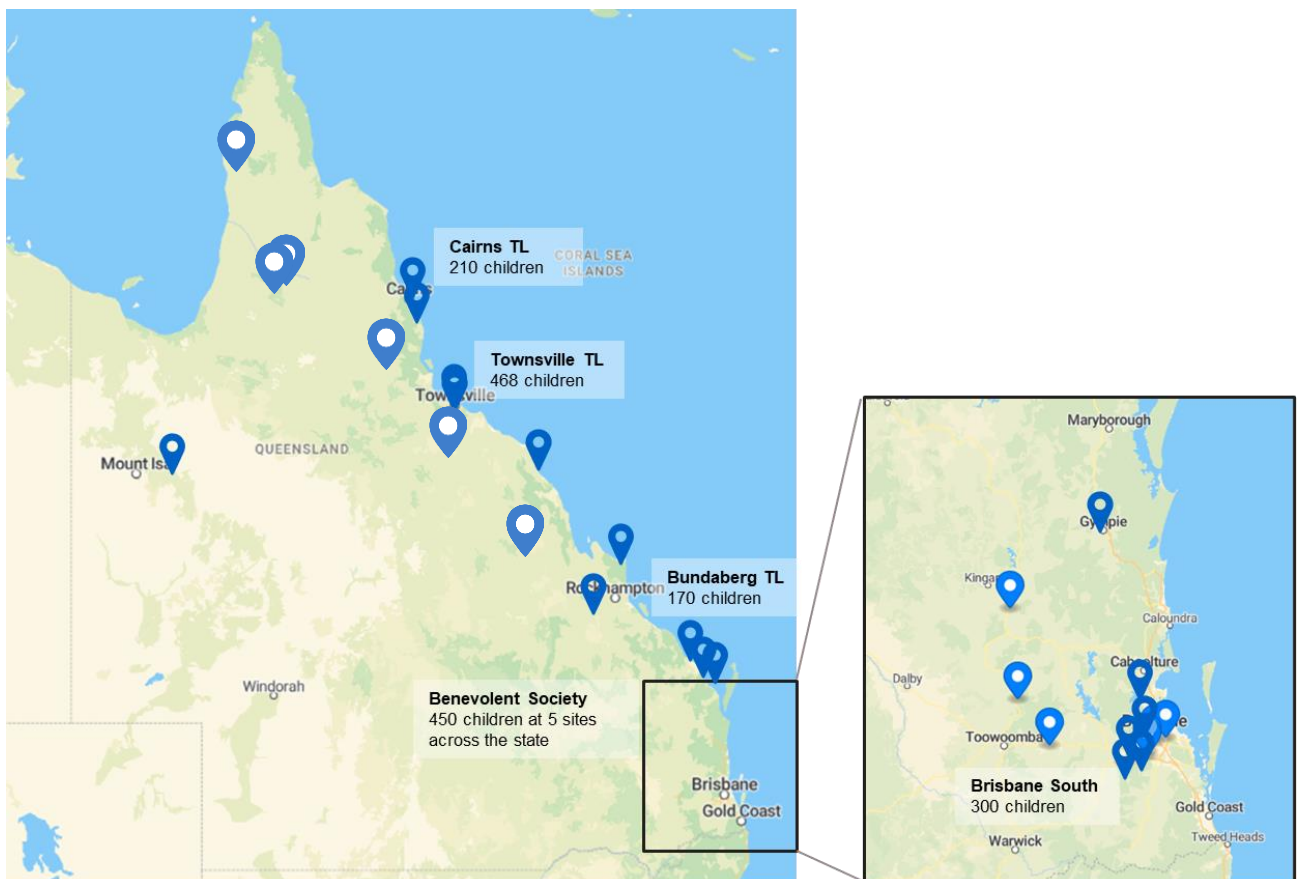 Cairns TL
210 children
CORAL SEA
ISLANDS
Cairns
Townsville TL
468 children
Townsville
QUEENSLAND
Mount Isa
Bundaberg TL
170 children
Rockhampton
Windorah
Benevolent Society
450 children at 5 sites
across the state
Brisbane
Gold Coast
Maryborough
Gympie
Kingaroy
Caloundra
Caboolture
Dalby
Brisbane
Toowoomba
Brisbane South
300 children
Gold Coast
Warwick
Tweed Heads